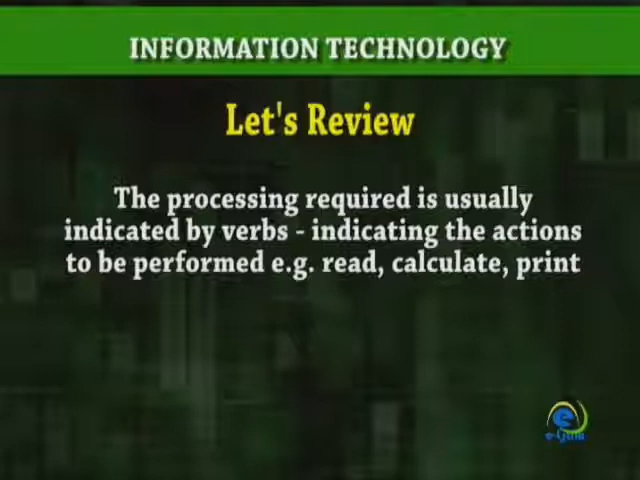 INFORMATION TECHNOLOGY
Let's Review
The processing required is usually
indicated by verbs - indicating the actions
to be performed e.g. read, calculate, print